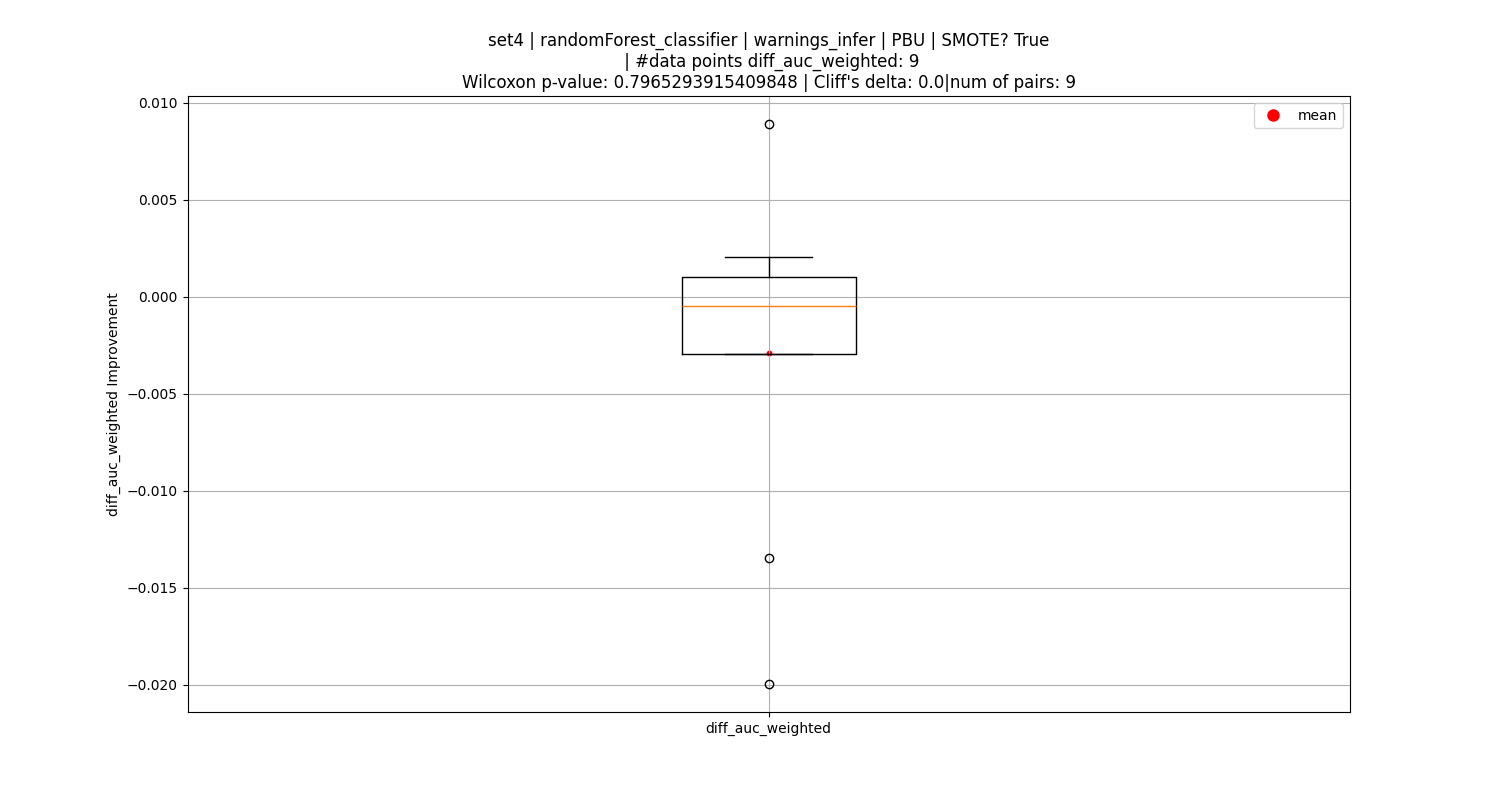 set4 | randomForest_classifier | warnings_infer | PBU | SMOTE? True
| #data points diff_auc_weighted: 9
Wilcoxon p-value: 0.7965293915409848 | Cliff's delta: 0.0|num of pairs: 9
mean
0.010
0.005
0.000
−0.005
−0.010
−0.015
−0.020
diff_auc_weighted Improvement
diff_auc_weighted